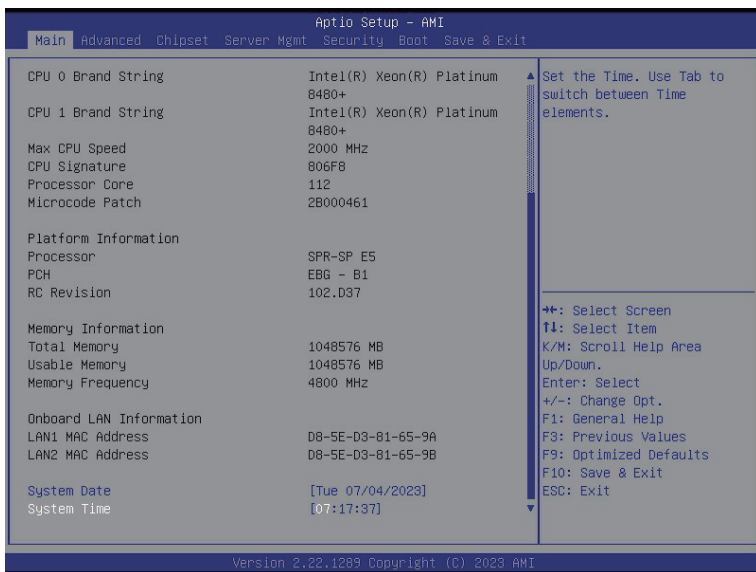 Aptio Setup – AMI
Main Advanced Chipset Server Mgmt Security Boot Save & Exit
CPU 0 Brand String Intel(R) Xeon(R) Platinum
8480+
CPU 1 Brand String Intel(R) Xeon(R) Platinum
8480+
Max CPU Speed 2000 MHz
CPU Signature 806F8
Processor Core 112
Microcode Patch 2B000461
Platform Information
Processor SPR-SP E5
PCH EBG – B1
RC Revision 102.D37
Memory Information
Total Memory 1048576 MB
Usable Memory 1048576 MB
Memory Frequency 4800 MHz
Onboard LAN Information
LAN1 MAC Address D8-5E-D3-81-65-9A
LAN2 MAC Address D8-5E-D3-81-65-9B
System Date [Tue 07/04/2023]
System Time [07:17:37]
Set the Time. Use Tab to
switch between Time
elements.
→←: Select Screen
↑↓: Select Item
K/M: Scroll Help Area
Up/Down.
Enter: Select
+/-: Change Opt.
F1: General Help
F3: Previous Values
F9: Optimized Defaults
F10: Save & Exit
ESC: Exit
Version 2.22.1289 Copyright (C) 2023 AMI